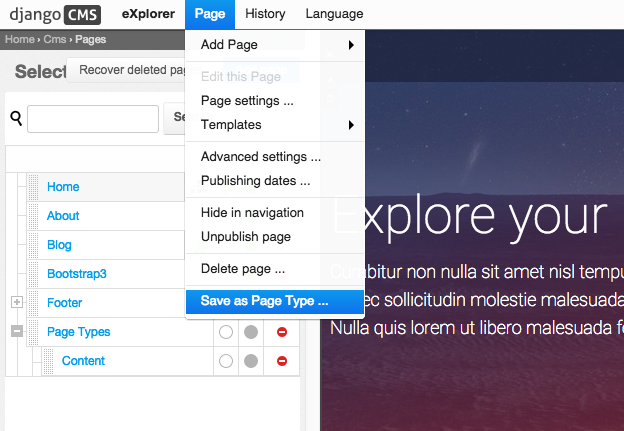 django CMS eXplorer Page History Language
Home › Cms › Pages
Select
Recover deleted pag
Se
Home
About
Blog
Bootstrap3
Footer
Page Types
Content
Add Page
Edit this Page
Page settings ...
Templates
Advanced settings ...
Publishing dates ...
Hide in navigation
Unpublish page
Delete page ...
Save as Page Type ...
Explore your
Curabitur non nulla sit amet nisl tempu
ec sollicitudin molestie malesuada
Nulla quis lorem ut libero malesuada fe